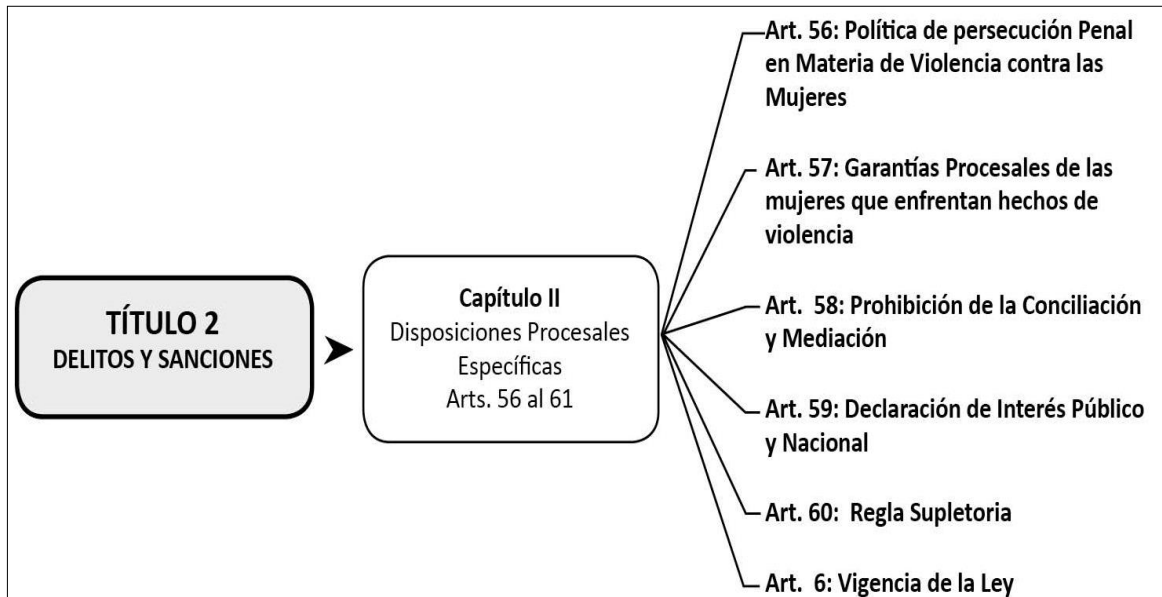 TÍTULO 2
DELITOS Y SANCIONES
Capítulo II
Disposiciones Procesales
Específicas
Arts. 56 al 61
Art. 56: Política de persecución Penal
en Materia de Violencia contra las
Mujeres
Art. 57: Garantías Procesales de las
mujeres que enfrentan hechos de
violencia
Art. 58: Prohibición de la Conciliación
y Mediación
Art. 59: Declaración de Interés Público
y Nacional
Art. 60: Regla Supletoria
Art. 6: Vigencia de la Ley